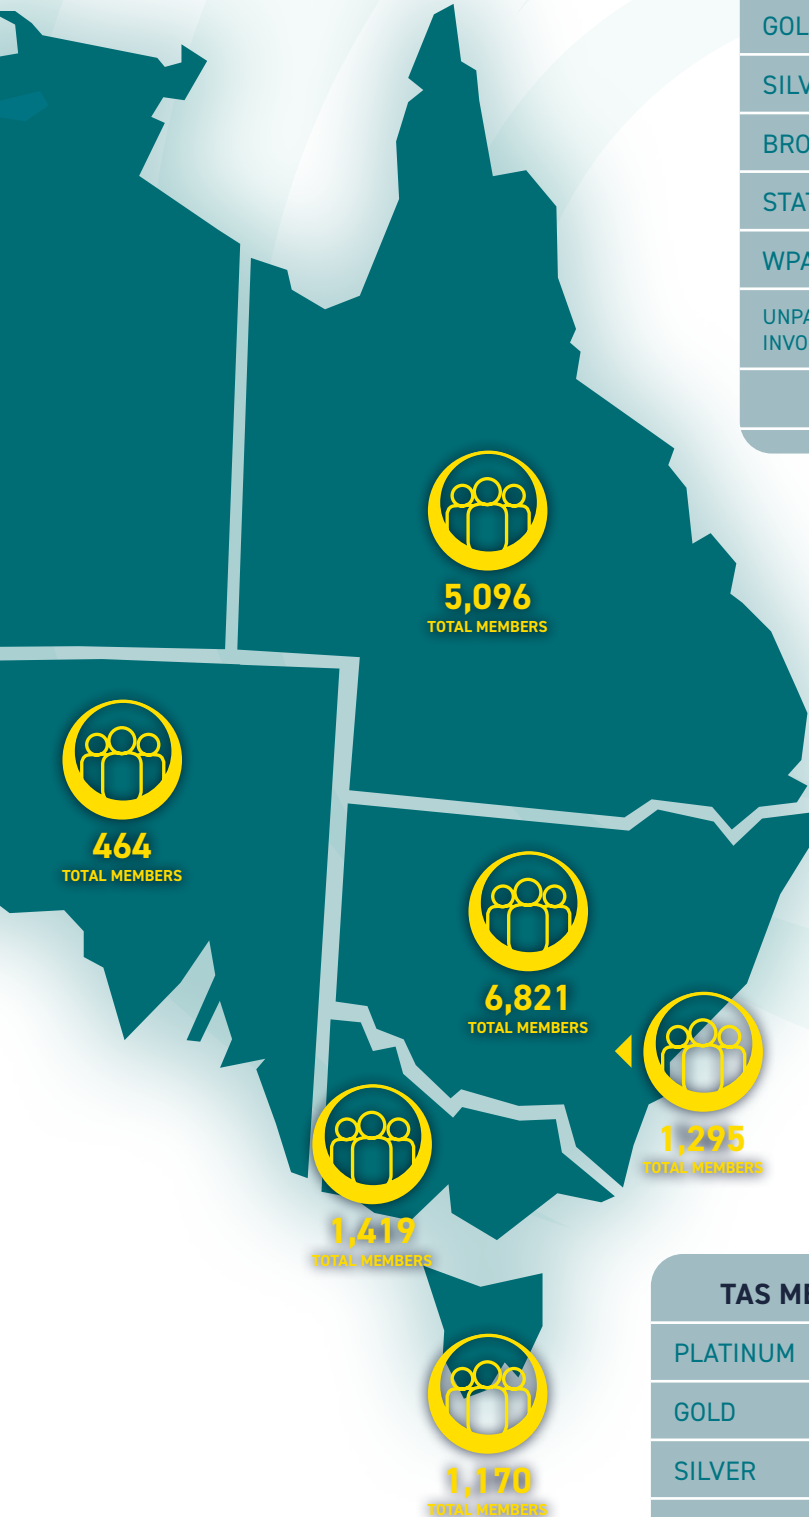 GOL
SILV
BRO
STAT
WPA
UNPA
INVO
5,096
TOTAL MEMBERS
464
TOTAL MEMBERS
6,821
TOTAL MEMBERS
1,295
TOTAL MEMBERS
1,419
TOTAL MEMBERS
1,170
TOTAL MEMBERS
TAS ME
PLATINUM
GOLD
SILVER